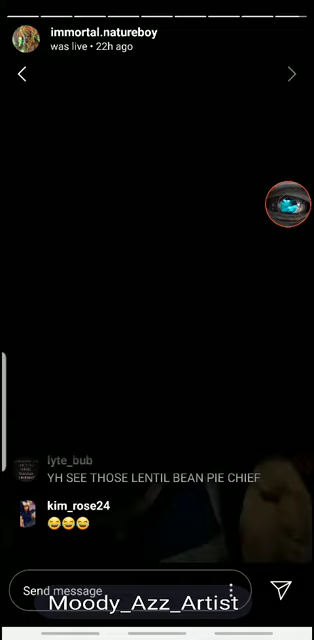 immortal.natureboy
was live • 22h ago
lyte_bub
YH SEE THOSE LENTIL BEAN PIE CHIEF
kim_rose24
😂😂😂
Send message
Moody_Azz_Artist